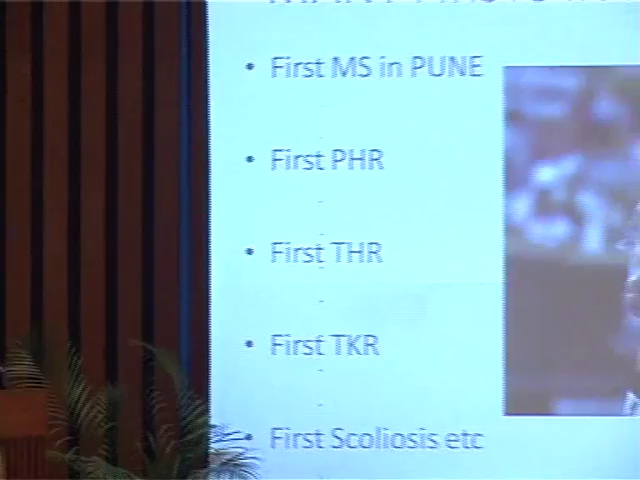 • First MS in PUNE
• First PHR
• First THR
• First TKR
• First Scoliosis etc